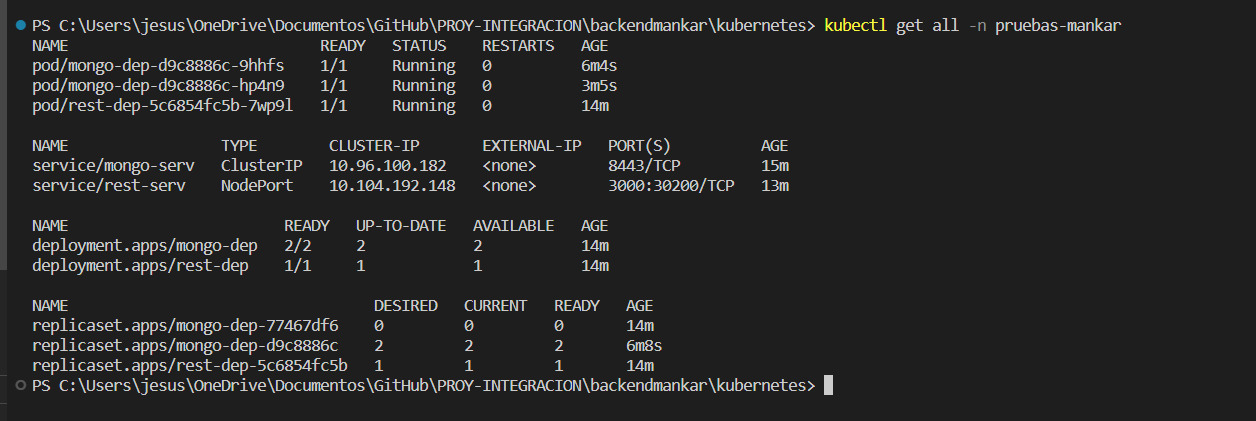 PS C:\Users\jesus\OneDrive\Documentos\GitHub\PROY-INTEGRACION\backendmankar\kubernetes> kubectl get all -n pruebas-mankar
NAME READY STATUS RESTARTS AGE
pod/mongo-dep-d9c8886c-9hhfs 1/1 Running 0 6m4s
pod/mongo-dep-d9c8886c-hp4n9 1/1 Running 0 3m5s
pod/rest-dep-5c6854fc5b-7wp9l 1/1 Running 0 14m
NAME TYPE CLUSTER-IP EXTERNAL-IP PORT(S) AGE
service/mongo-serv ClusterIP 10.96.100.182 <none> 8443/TCP 15m
service/rest-serv NodePort 10.104.192.148 <none> 3000:30200/TCP 13m
NAME READY UP-TO-DATE AVAILABLE AGE
deployment.apps/mongo-dep 2/2 2 2 14m
deployment.apps/rest-dep 1/1 1 1 14m
NAME DESIRED CURRENT READY AGE
replicaset.apps/mongo-dep-77467df6 0 0 0 14m
replicaset.apps/mongo-dep-d9c8886c 2 2 2 6m8s
replicaset.apps/rest-dep-5c6854fc5b 1 1 1 14m
PS C:\Users\jesus\OneDrive\Documentos\GitHub\PROY-INTEGRACION\backendmankar\kubernetes>